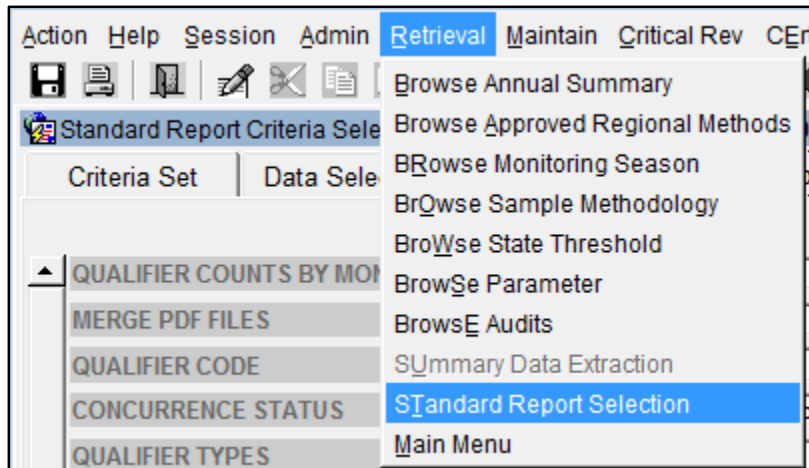 Action Help Session Admin Retrieval Maintain Critical Rev
Standard Report Criteria Sele
Criteria Set Data Sele
QUALIFIER COUNTS BY MON
MERGE PDF FILES
QUALIFIER CODE
CONCURRENCE STATUS
QUALIFIER TYPES
Browse Annual Summary
Browse Approved Regional Methods
BRowse Monitoring Season
BrOwse Sample Methodology
BroWse State Threshold
BrowSe Parameter
BrowsE Audits
SUmmary Data Extraction
STandard Report Selection
Main Menu